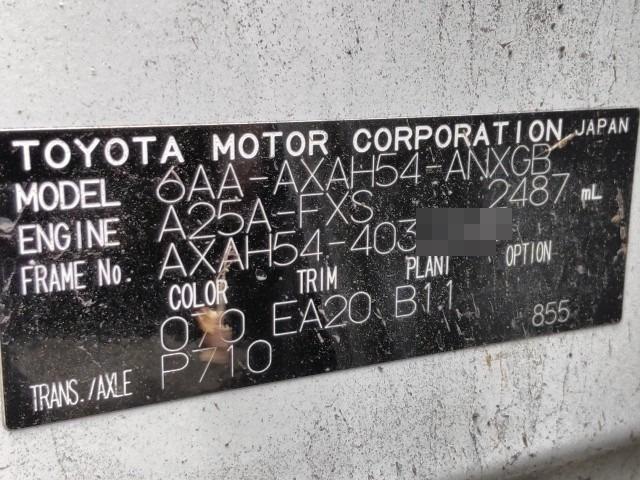 TOYOTA MOTOR CORPORATION JAPAN
MODEL 6AA-AXAH54-ANXGB
ENGINE A25A-FXS 2487 mL
FRAME No. AXAH54-403
COLOR TRIM PLANT OPTION
070 EA20 B11 855
TRANS./AXLE P710